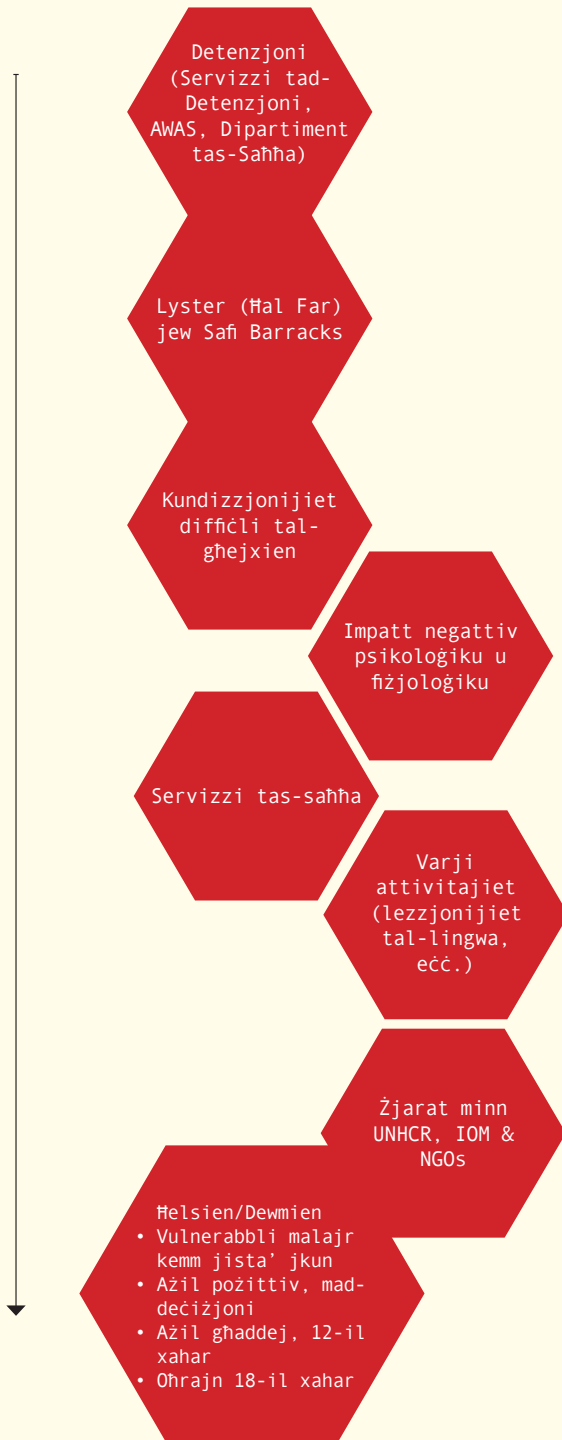 Detenzjoni
(Servizzi tad-
Detenzjoni,
AWAS, Dipartiment
tas-Saħħa)
Lyster (Ħal Far)
jew Safi Barracks
Kundizzjonijiet
diffiċli tal-
għejxien
Impatt negattiv
psikoloġiku u
fiżjoloġiku
Servizzi tas-saħħa
Varji
attivitajiet
(lezzjonijiet
tal-lingwa,
eċċ.)
Żjarat minn
UNHCR, IOM &
NGOs
Ħelsien/Dewmien
• Vulnerabbli malajr
kemm jista’ jkun
• Ażil pożittiv, mad-
deċiżjoni
• Ażil għaddej, 12-il
xahar
• Oħrajn 18-il xahar